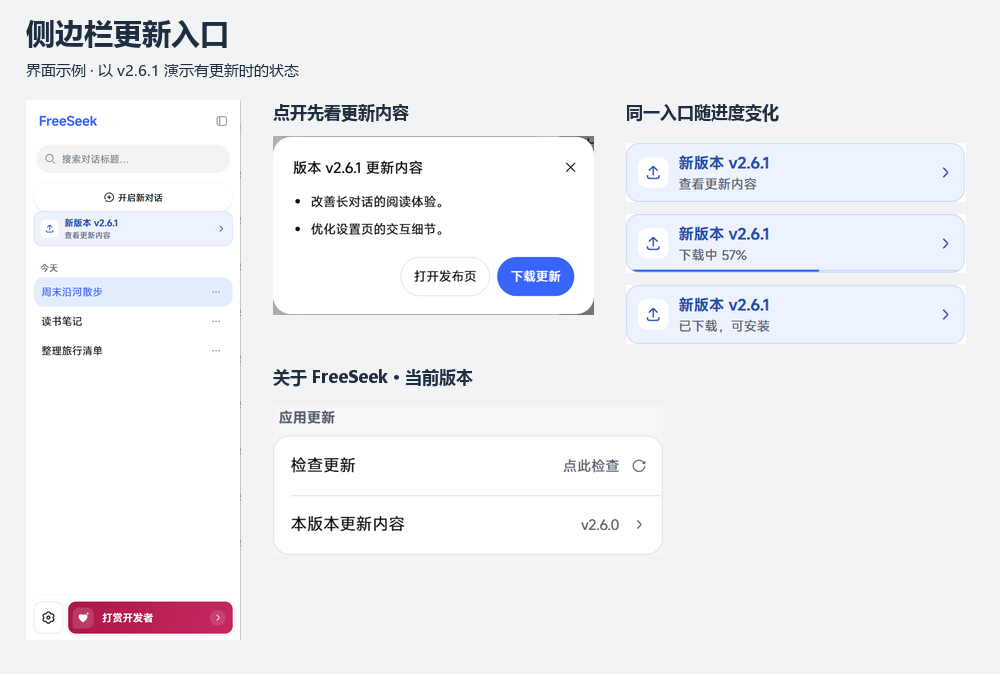 侧边栏更新入口
界面示例 · 以 v2.6.1 演示有更新时的状态
FreeSeek
搜索对话标题...
开启新对话
新版本 v2.6.1
查看更新内容
今天
周末沿河散步
读书笔记
整理旅行清单
打赏开发者
点开先看更新内容
版本 v2.6.1 更新内容
• 改善长对话的阅读体验。
• 优化设置页的交互细节。
打开发布页
下载更新
同一入口随进度变化
新版本 v2.6.1
查看更新内容
新版本 v2.6.1
下载中 57%
新版本 v2.6.1
已下载，可安装
关于 FreeSeek · 当前版本
应用更新
检查更新 点此检查
本版本更新内容 v2.6.0